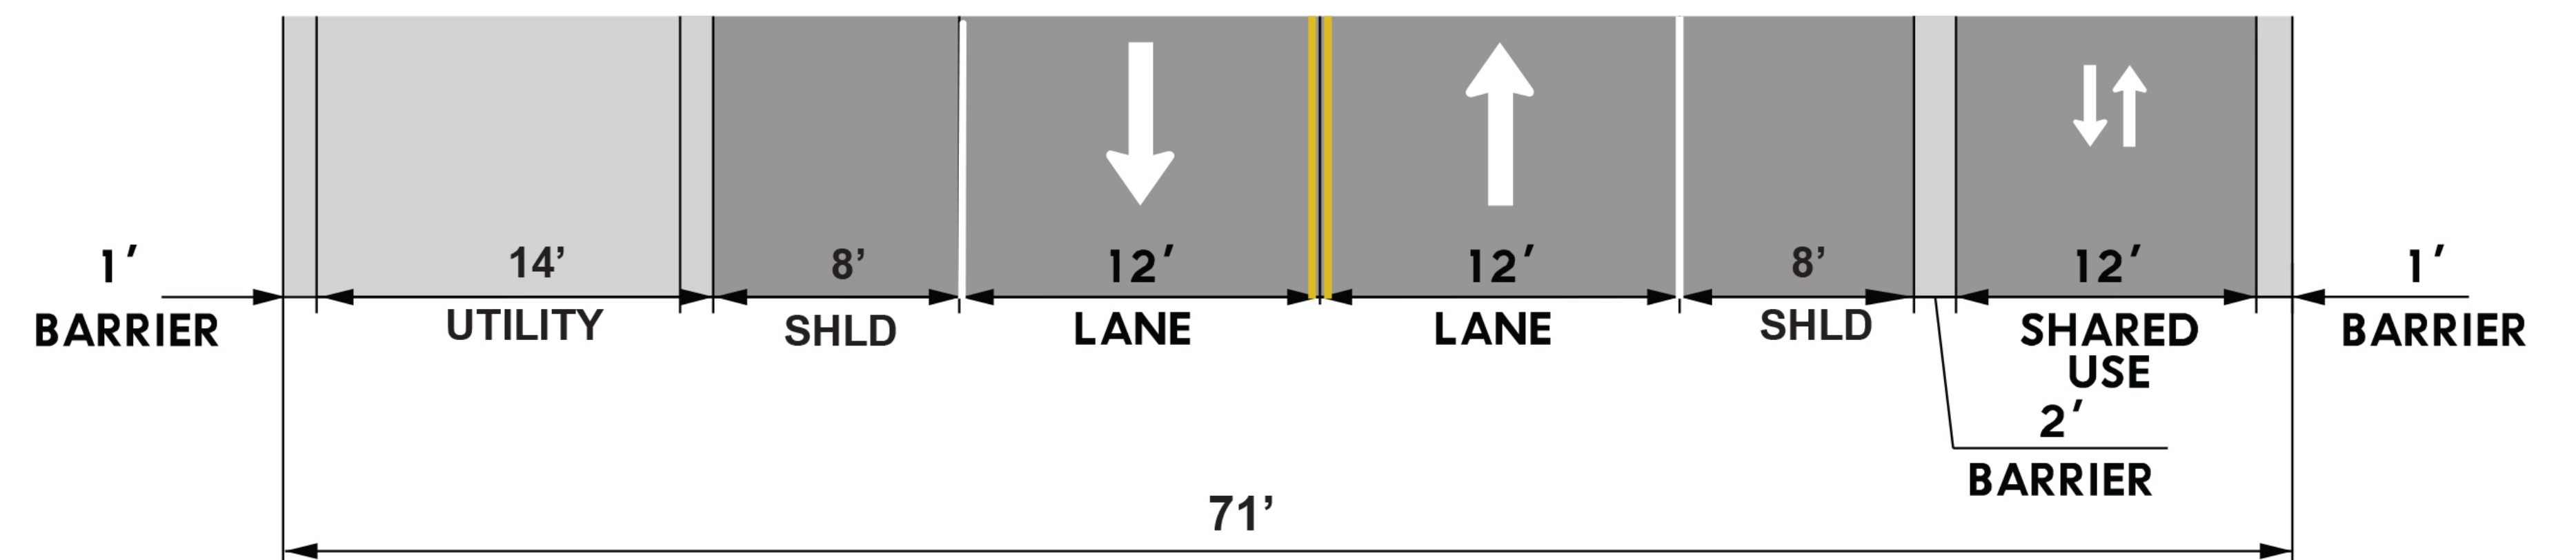 1′ 14’ 8’ 12′ 12′ 8’ 12′ 1′
BARRIER UTILITY SHLD LANE LANE SHLD SHARED USE BARRIER
2′
BARRIER
71’